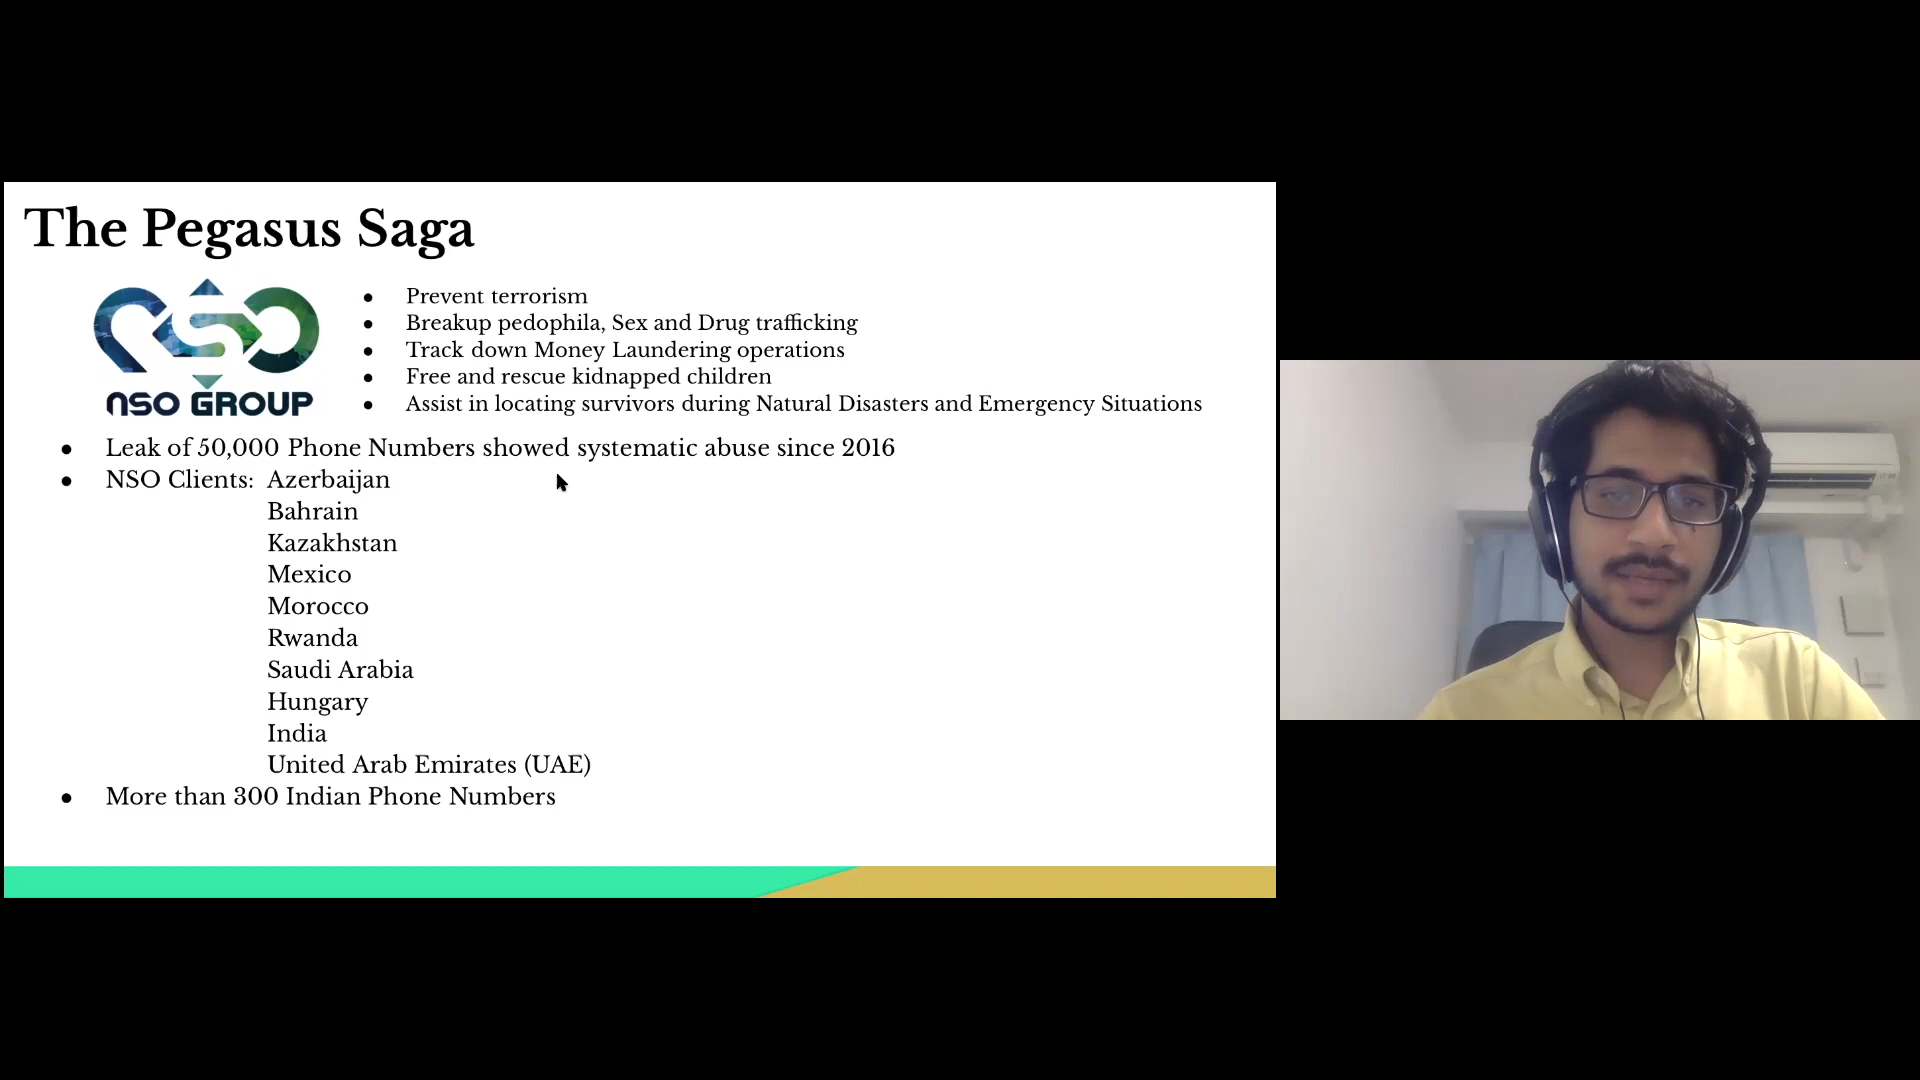 The Pegasus Saga
NSO GROUP
● Prevent terrorism
● Breakup pedophila, Sex and Drug trafficking
● Track down Money Laundering operations
● Free and rescue kidnapped children
● Assist in locating survivors during Natural Disasters and Emergency Situations
● Leak of 50,000 Phone Numbers showed systematic abuse since 2016
● NSO Clients: Azerbaijan
Bahrain
Kazakhstan
Mexico
Morocco
Rwanda
Saudi Arabia
Hungary
India
United Arab Emirates (UAE)
● More than 300 Indian Phone Numbers